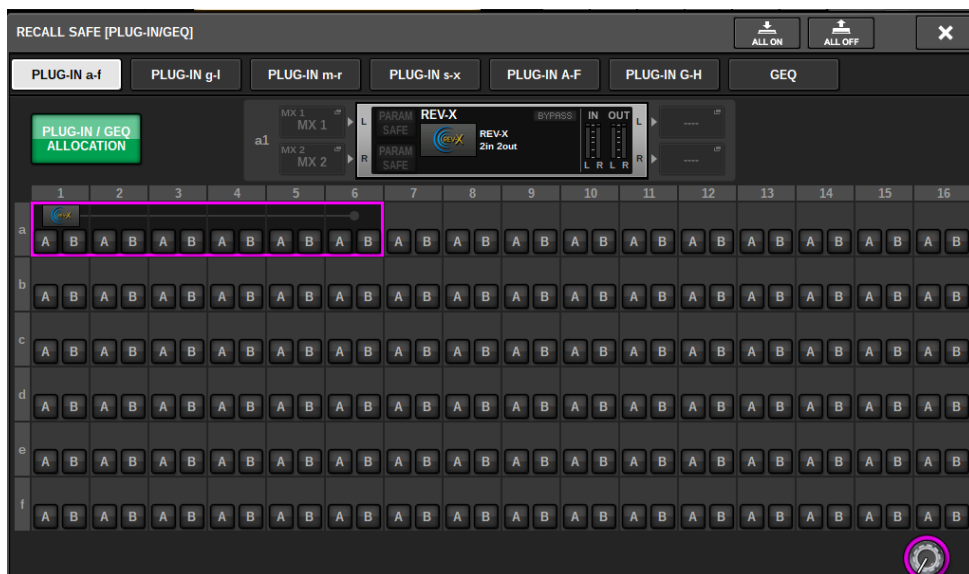 RECALL SAFE [PLUG-IN/GEQ]
ALL ON
ALL OFF
PLUG-IN a-f
PLUG-IN g-l
PLUG-IN m-r
PLUG-IN s-x
PLUG-IN A-F
PLUG-IN G-H
GEQ
PLUG-IN / GEQ
ALLOCATION
a1
MX 1
MX 1
MX 2
MX 2
L
R
PARAM
SAFE
PARAM
SAFE
REV-X
BYPASS
REV-X
REV-X
2in 2out
IN OUT
L R L R
L
R
----
----
1 2 3 4 5 6 7 8 9 10 11 12 13 14 15 16
REV-X
a
A B A B A B A B A B A B A B A B A B A B A B A B A B A B A B A B
b
A B A B A B A B A B A B A B A B A B A B A B A B A B A B A B A B
c
A B A B A B A B A B A B A B A B A B A B A B A B A B A B A B A B
d
A B A B A B A B A B A B A B A B A B A B A B A B A B A B A B A B
e
A B A B A B A B A B A B A B A B A B A B A B A B A B A B A B A B
f
A B A B A B A B A B A B A B A B A B A B A B A B A B A B A B A B